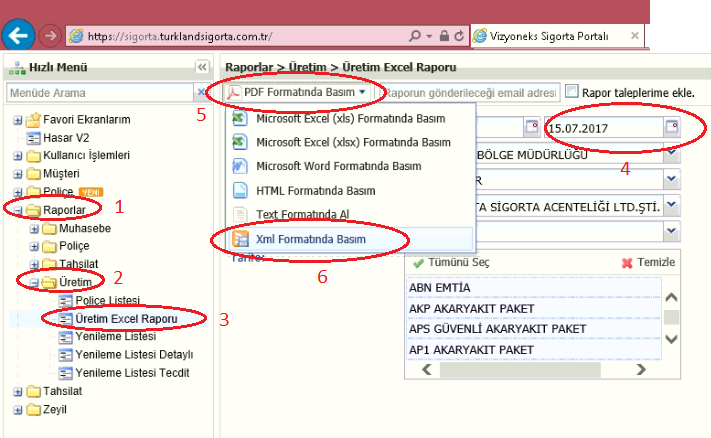 https://sigorta.turklandsigorta.com.tr/
Vizyoneks Sigorta Portalı
Hızlı Menü
Menüde Arama
Favori Ekranlarım
Hasar V2
Kullanıcı İşlemleri
Müşteri
Poliçe YENİ
Raporlar 1
Muhasebe
Poliçe
Tahsilat
2
Üretim
Poliçe Listesi
Üretim Excel Raporu 3
Yenileme Listesi
Yenileme Listesi Detaylı
Yenileme Listesi Tecdit
Tahsilat
Zeyil
Raporlar > Üretim > Üretim Excel Raporu
5 PDF Formatında Basım Raporun gönderileceği email adresi Rapor taleplerime ekle.
Microsoft Excel (xls) Formatında Basım
Microsoft Excel (xlsx) Formatında Basım
Microsoft Word Formatında Basım
HTML Formatında Basım
Text Formatında Al
Xml Formatında Basım
6
15.07.2017
4
BÖLGE MÜDÜRLÜĞÜ
R
TA SİGORTA ACENTELİĞİ LTD.ŞTİ.
Tarife:
Tümünü Seç Temizle
ABN EMTİA
AKP AKARYAKIT PAKET
APS GÜVENLİ AKARYAKIT PAKET
AP1 AKARYAKIT PAKET